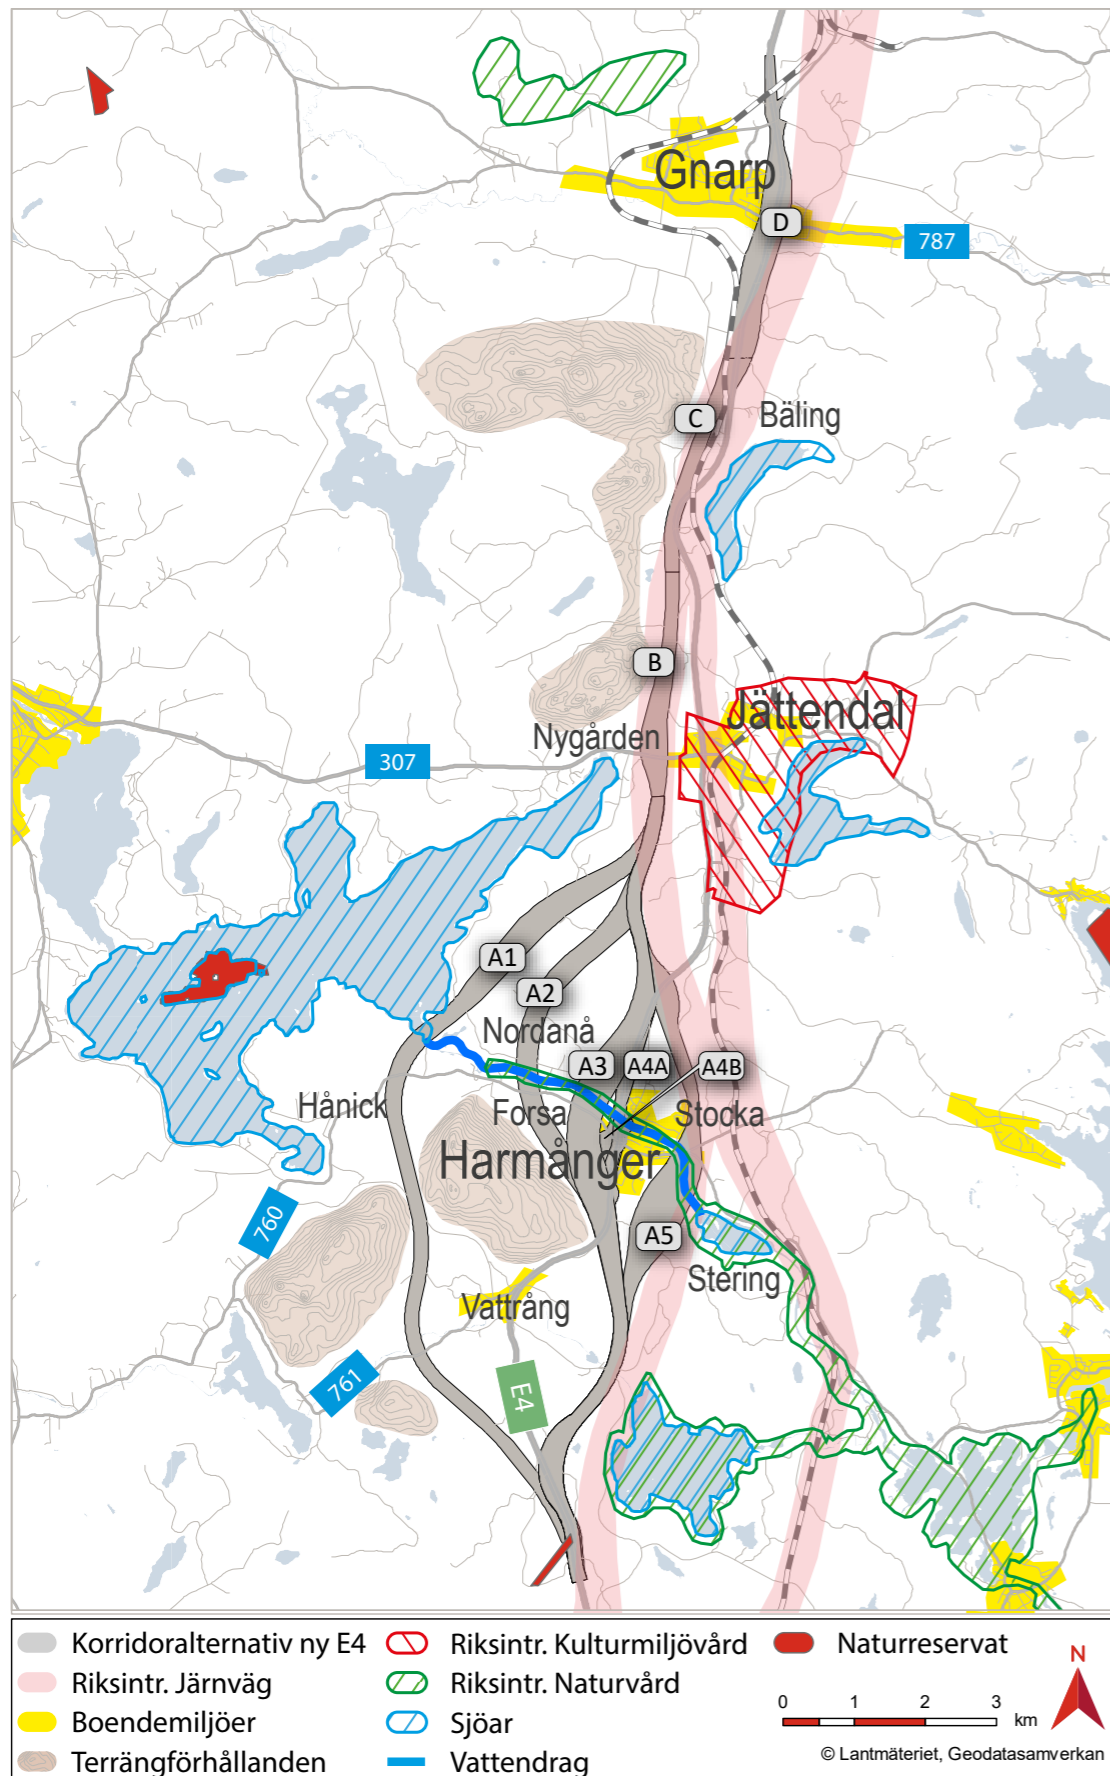 Gnarp
D
787
C
Bäling
B
Jättendal
Nygården
307
A1
A2
Nordanå
A3
A4A
A4B
Hånick
Forsa
Stocka
Harmånger
760
A5
Stering
Vattrång
761
E4
Korridoralternativ ny E4
Riksintr. Järnväg
Boendemiljöer
Terrängförhållanden
Riksintr. Kulturmiljövård
Riksintr. Naturvård
Sjöar
Vattendrag
Naturreservat
N
0 1 2 3
km
© Lantmäteriet, Geodatasamverkan